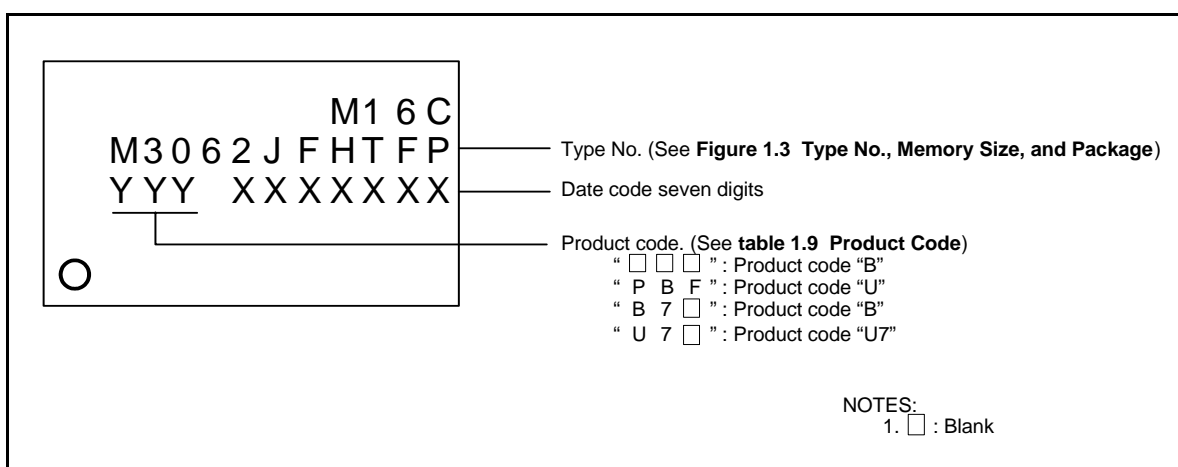 M16C
M3062JFHTFP
YYY XXXXXXX
Type No. (See Figure 1.3 Type No., Memory Size, and Package)
Date code seven digits
Product code. (See table 1.9 Product Code)
“ □ □ □ ” : Product code “B”
“ P B F ” : Product code “U”
“ B 7 □ ” : Product code “B”
“ U 7 □ ” : Product code “U7”
NOTES:
1. □ : Blank